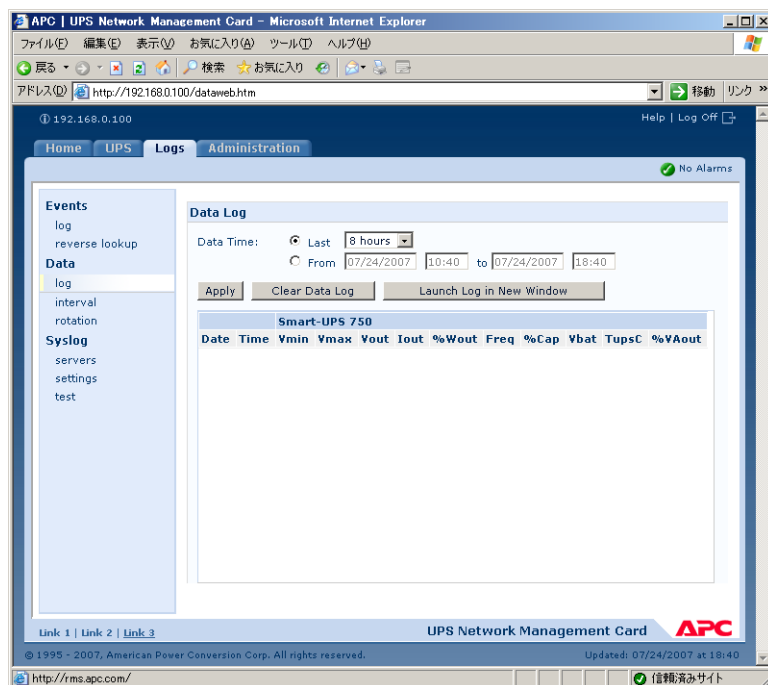 APC | UPS Network Management Card - Microsoft Internet Explorer
ファイル(F) 編集(E) 表示(V) お気に入り(A) ツール(T) ヘルプ(H)
戻る 検索 お気に入り
アドレス(D) http://192.168.0.100/dataweb.htm 移動 リンク »
192.168.0.100 Help | Log Off
Home UPS Logs Administration
No Alarms
Events
log
reverse lookup
Data
log
interval
rotation
Syslog
servers
settings
test
Data Log
Data Time: Last 8 hours
From 07/24/2007 10:40 to 07/24/2007 18:40
Apply Clear Data Log Launch Log in New Window
Smart-UPS 750
Date Time Vmin Vmax Vout Iout %Wout Freq %Cap Vbat TupsC %VAout
Link 1 | Link 2 | Link 3
UPS Network Management Card APC
© 1995 - 2007, American Power Conversion Corp. All rights reserved. Updated: 07/24/2007 at 18:40
http://rms.apc.com/ 信頼済みサイト